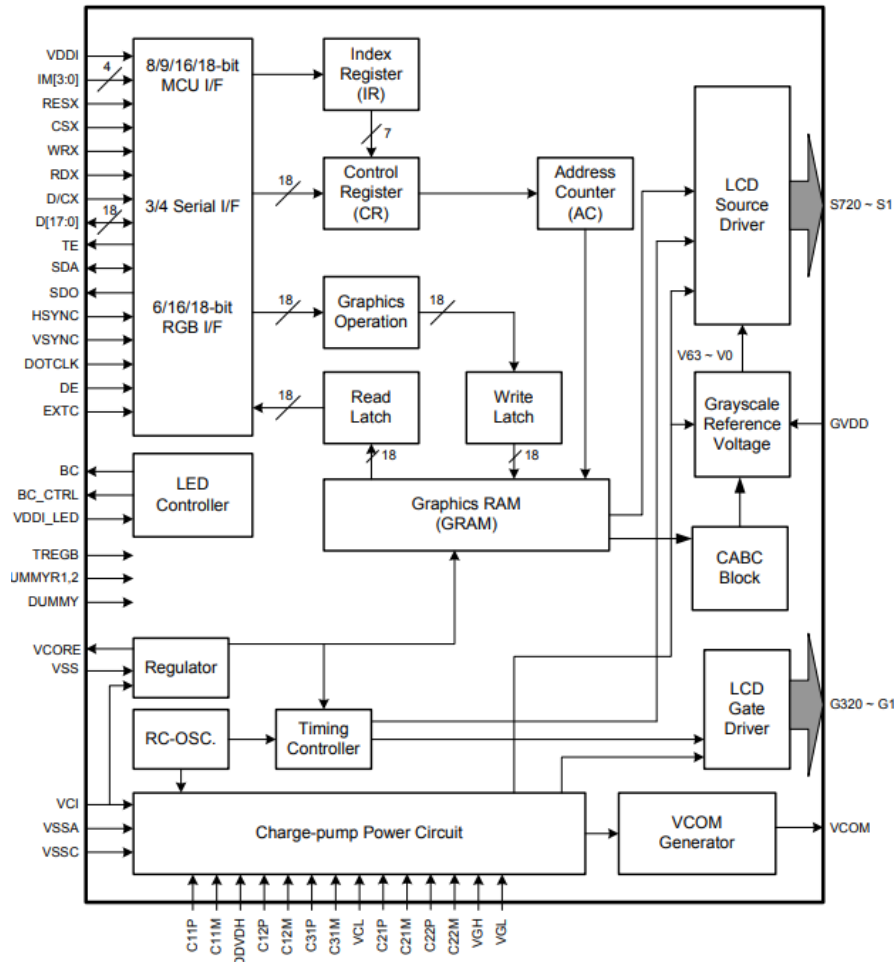 VDDI
IM[3:0]
4
RESX
CSX
WRX
RDX
D/CX
D[17:0]
18
TE
SDA
SDO
HSYNC
VSYNC
DOTCLK
DE
EXTC
8/9/16/18-bit
MCU I/F
3/4 Serial I/F
6/16/18-bit
RGB I/F
Index
Register
(IR)
7
18
Control
Register
(CR)
Address
Counter
(AC)
18
Graphics
Operation
18
18
Read
Latch
Write
Latch
18
18
LCD
Source
Driver
S720 ~ S1
V63 ~ V0
Grayscale
Reference
Voltage
GVDD
BC
BC_CTRL
VDDI_LED
LED
Controller
Graphics RAM
(GRAM)
CABC
Block
TREGB
UMMYR1,2
DUMMY
VCORE
VSS
Regulator
RC-OSC.
Timing
Controller
LCD
Gate
Driver
G320 ~ G1
VCI
VSSA
VSSC
Charge-pump Power Circuit
VCOM
Generator
VCOM
C11P
C11M
DDVDH
C12P
C12M
C31P
C31M
VCL
C21P
C21M
C22P
C22M
VGH
VGL